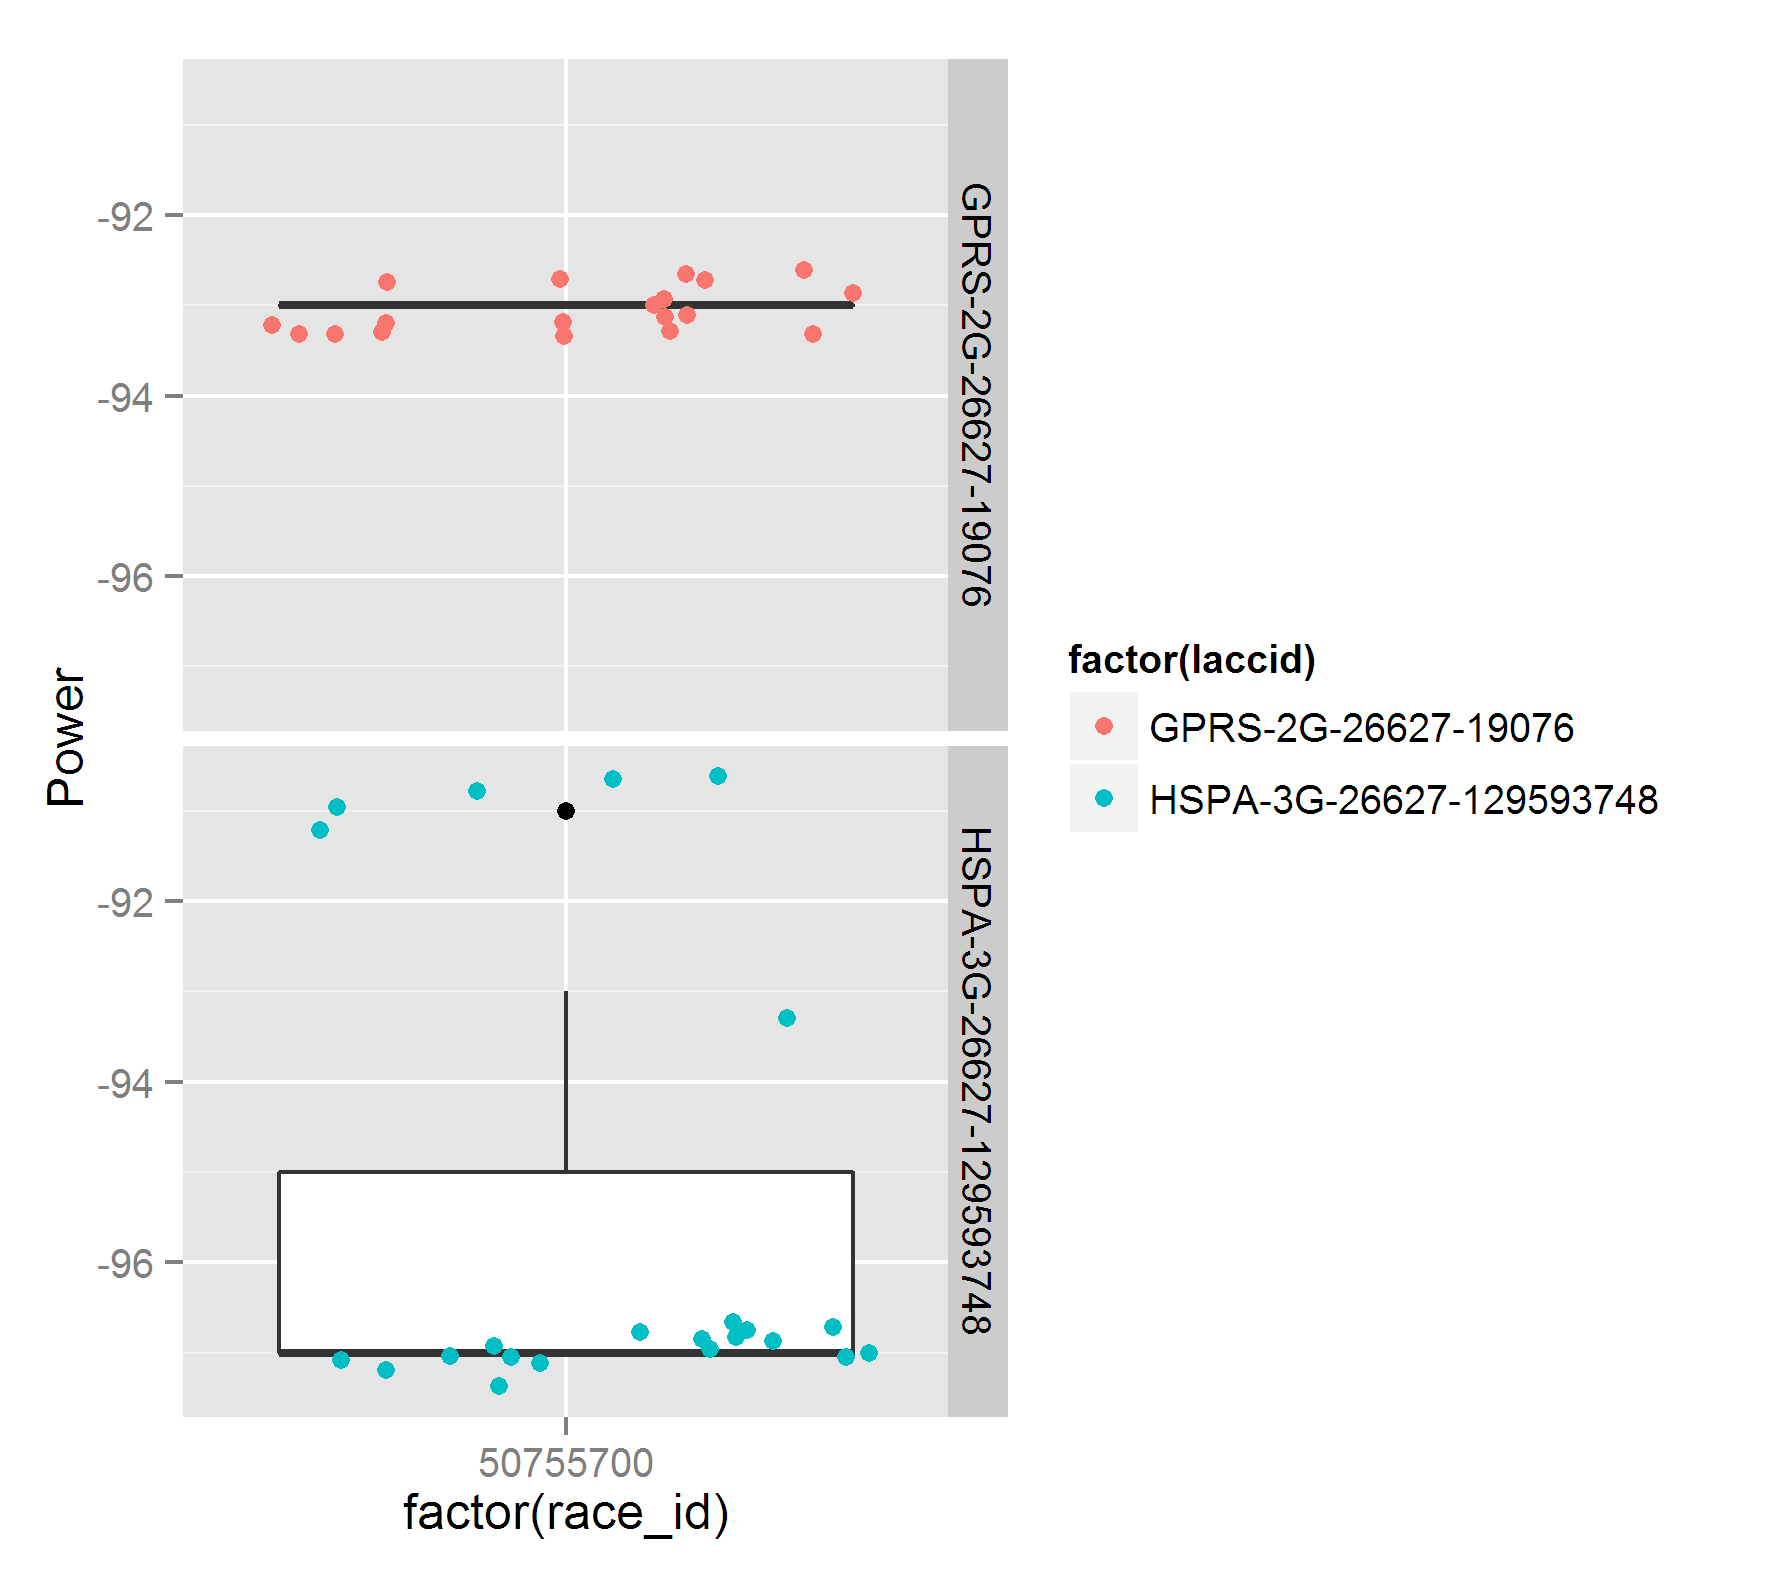 -92
-94
-96
GPRS-2G-26627-19076
Power
-92
-94
-96
HSPA-3G-26627-129593748
50755700
factor(race_id)
factor(laccid)
GPRS-2G-26627-19076
HSPA-3G-26627-129593748